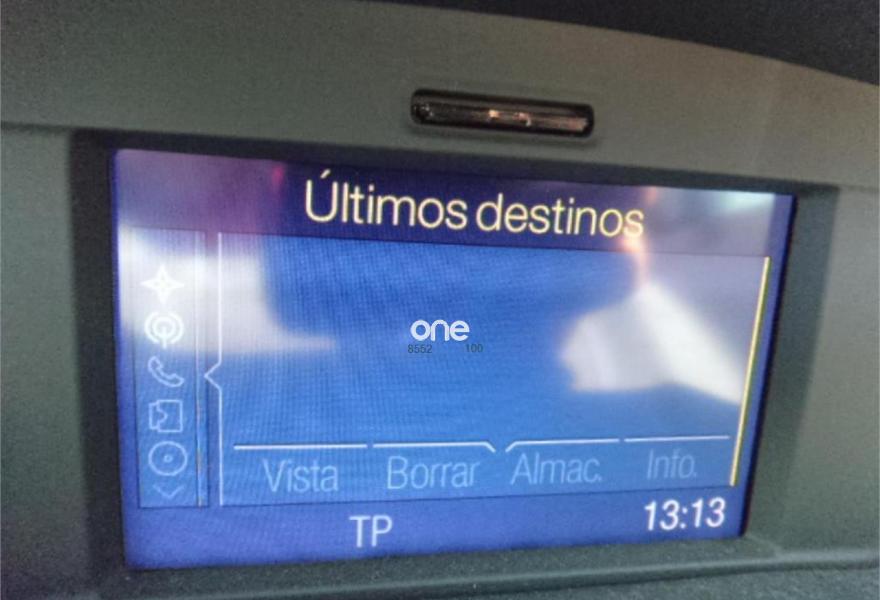 Últimos destinos
one
8552 100
Vista Borrar Almac. Info.
TP 13:13